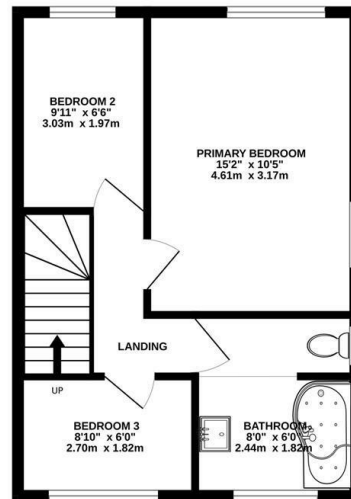 BEDROOM 2
9'11" x 6'6"
3.03m x 1.97m
PRIMARY BEDROOM
15'2" x 10'5"
4.61m x 3.17m
LANDING
UP
BEDROOM 3
8'10" x 6'0"
2.70m x 1.82m
BATHROOM
8'0" x 6'0"
2.44m x 1.82m